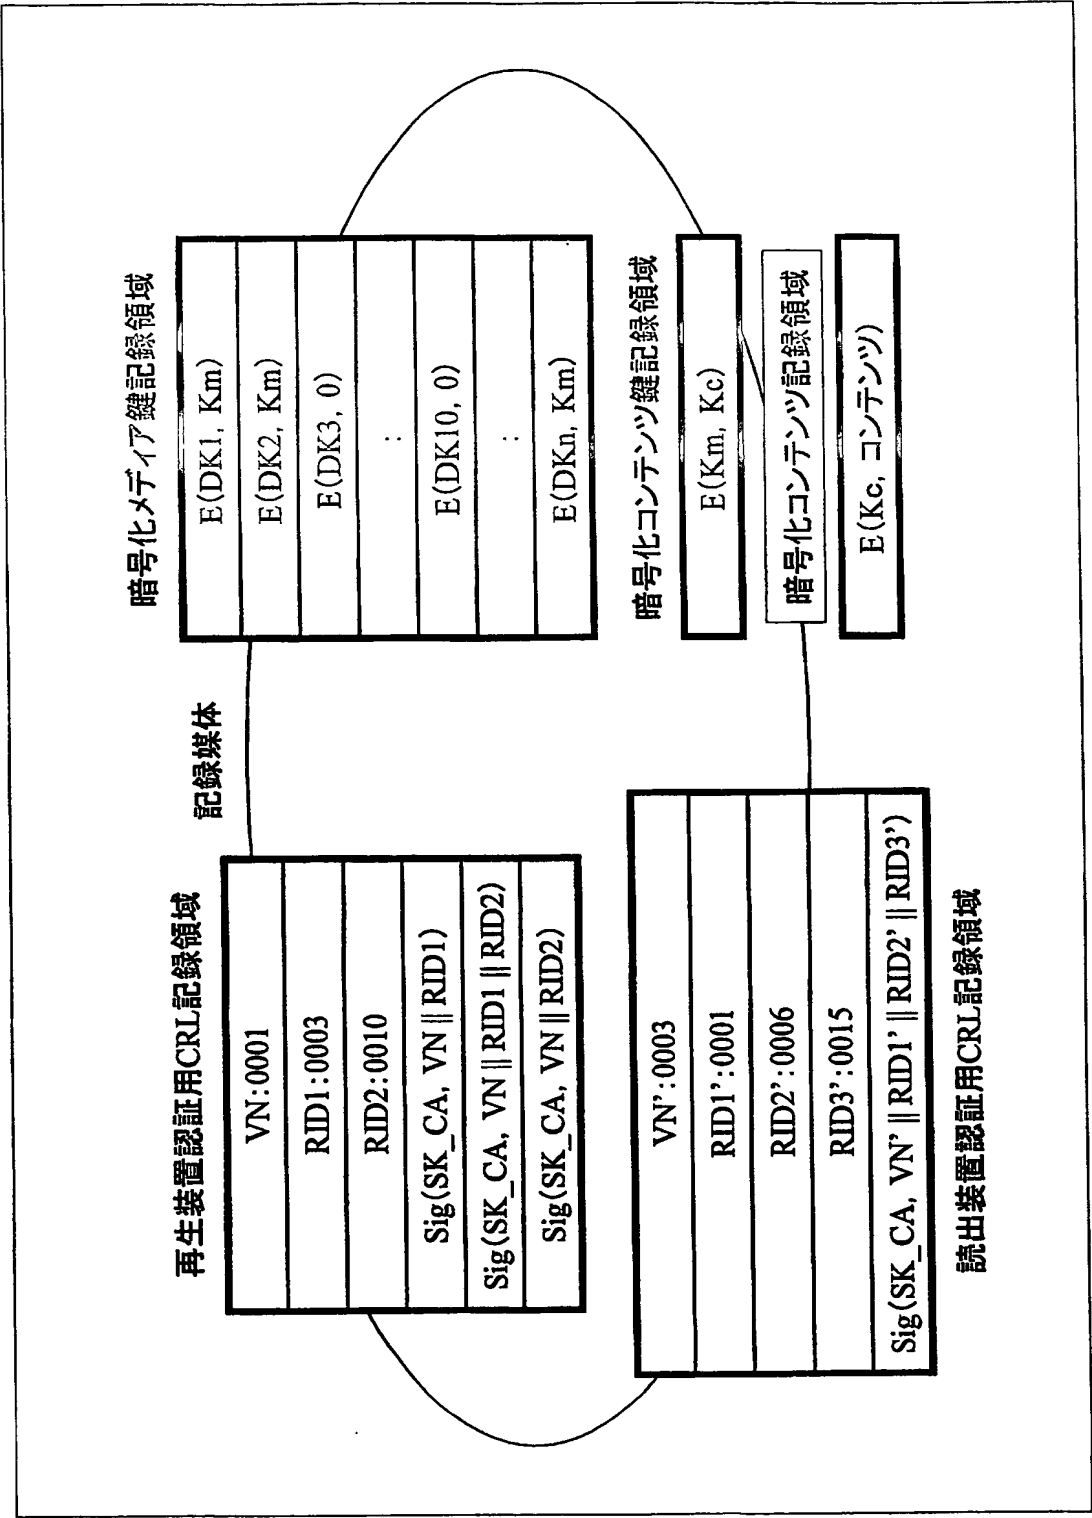 記録媒体
再生装置認証用CRL記録領域
VN:0001
RID1:0003
RID2:0010
Sig(SK_CA, VN || RID1)
Sig(SK_CA, VN || RID1 || RID2)
Sig(SK_CA, VN || RID2)
暗号化メディア鍵記録領域
E(DK1, Km)
E(DK2, Km)
E(DK3, 0)
:
E(DK10, 0)
:
E(DKn, Km)
VN':0003
RID1':0001
RID2':0006
RID3':0015
Sig(SK_CA, VN' || RID1' || RID2' || RID3')
読出装置認証用CRL記録領域
暗号化コンテンツ鍵記録領域
E(Km, Kc)
暗号化コンテンツ記録領域
E(Kc, コンテンツ)